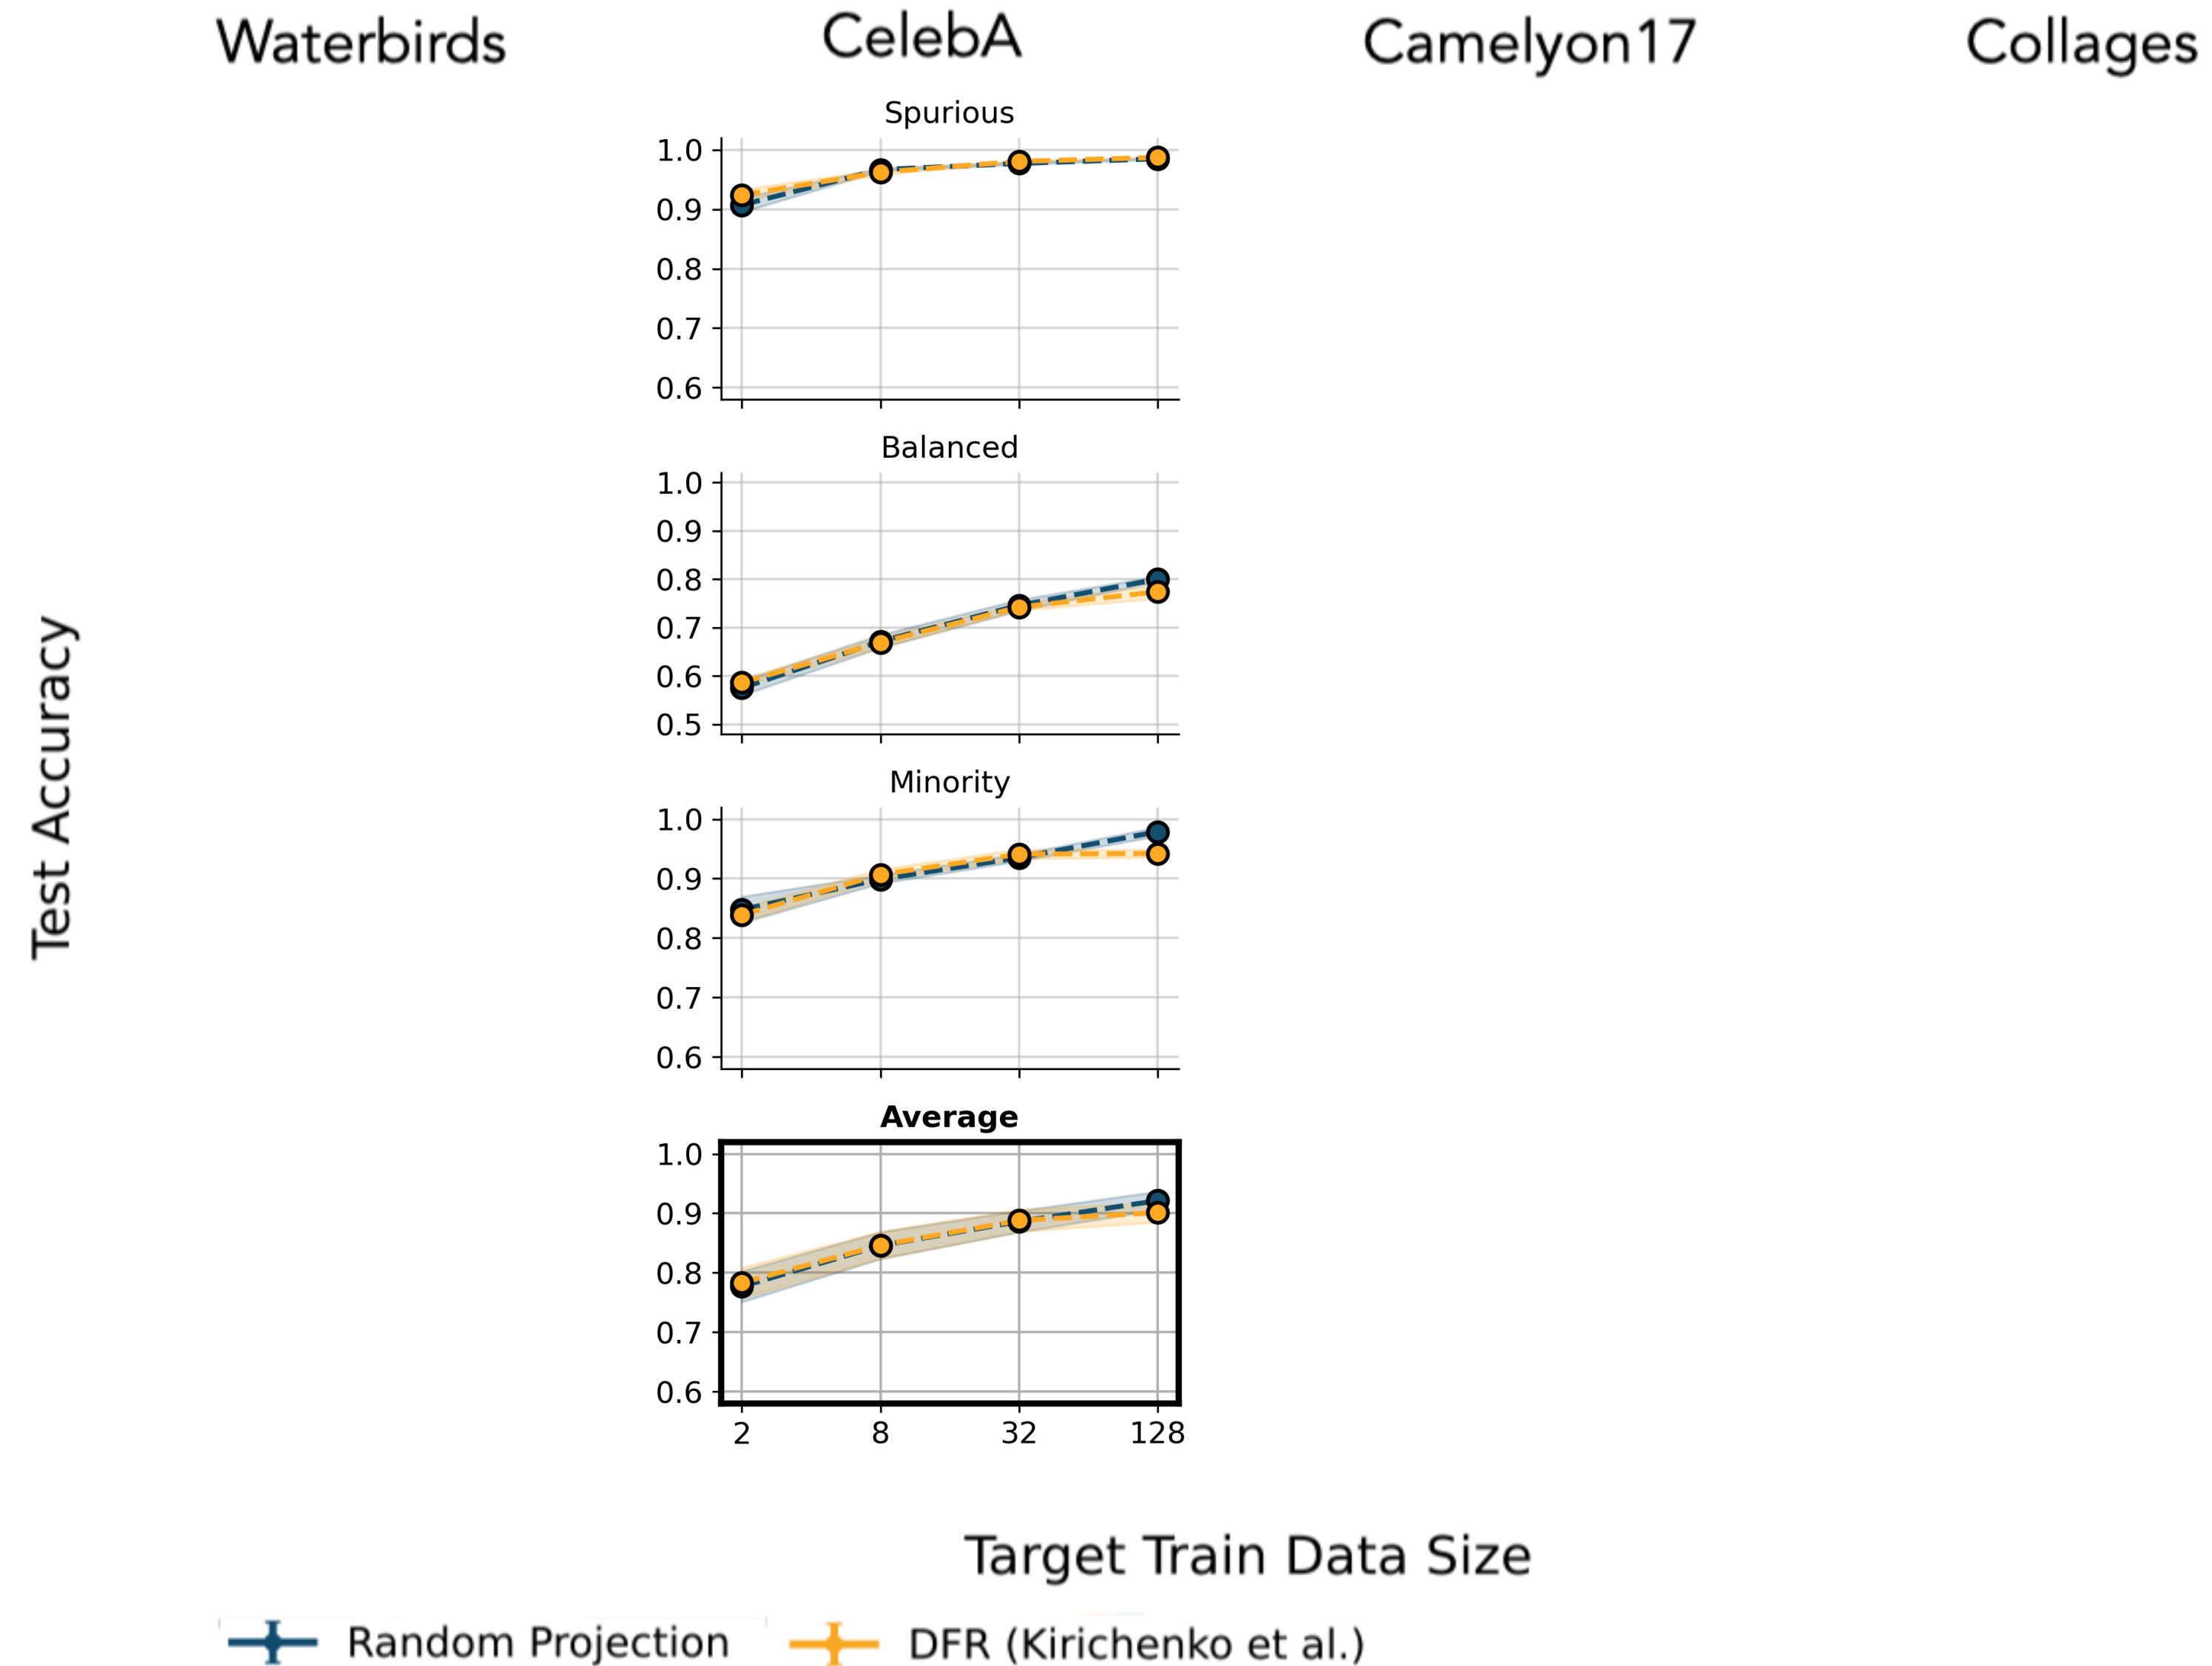 Waterbirds CelebA Camelyon17 Collages
Test Accuracy
Spurious
1.0
0.9
0.8
0.7
0.6
Balanced
1.0
0.9
0.8
0.7
0.6
0.5
Minority
1.0
0.9
0.8
0.7
0.6
Average
1.0
0.9
0.8
0.7
0.6
2 8 32 128
Target Train Data Size
Random Projection DFR (Kirichenko et al.)